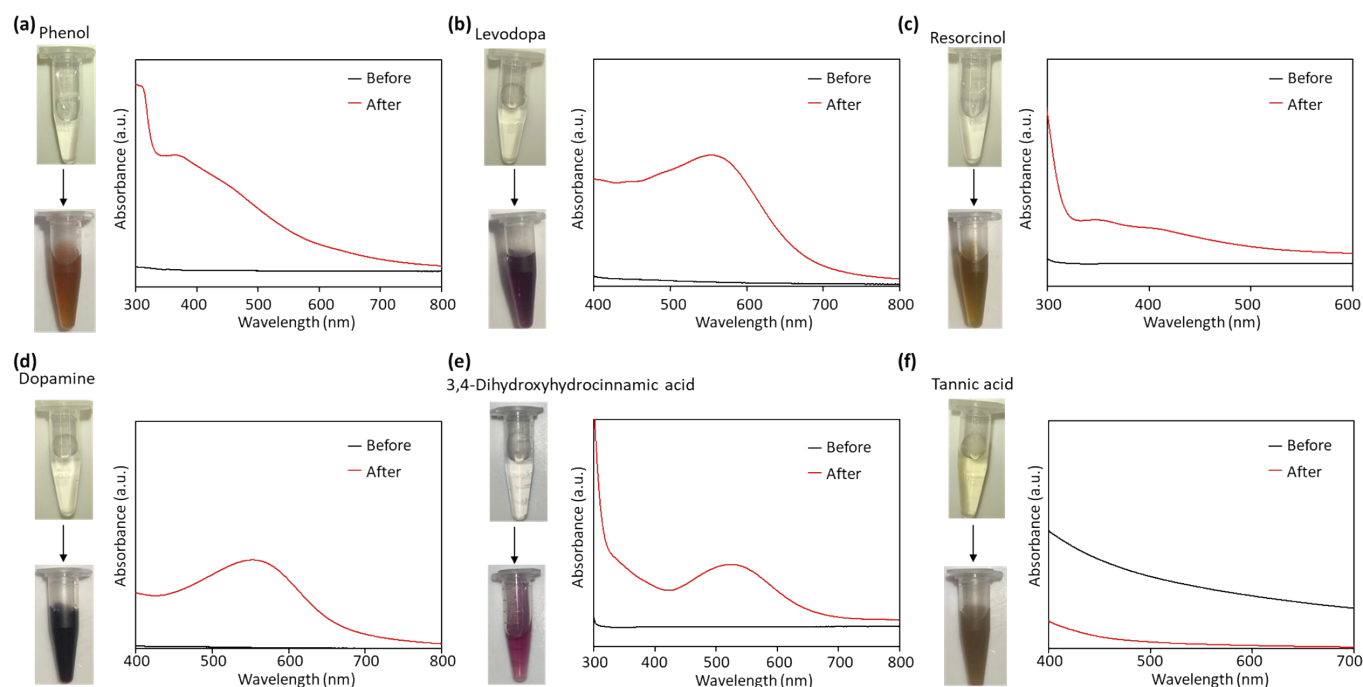 (a)
Phenol
Before
After
Absorbance (a.u.)
300 400 500 600 700 800
Wavelength (nm)
(b)
Levodopa
Before
After
Absorbance (a.u.)
400 500 600 700 800
Wavelength (nm)
(c)
Resorcinol
Before
After
Absorbance (a.u.)
300 400 500 600
Wavelength (nm)
(d)
Dopamine
Before
After
Absorbance (a.u.)
400 500 600 700 800
Wavelength (nm)
(e)
3,4-Dihydroxyhydrocinnamic acid
Before
After
Absorbance (a.u.)
300 400 500 600 700 800
Wavelength (nm)
(f)
Tannic acid
Before
After
Absorbance (a.u.)
400 500 600 700
Wavelength (nm)